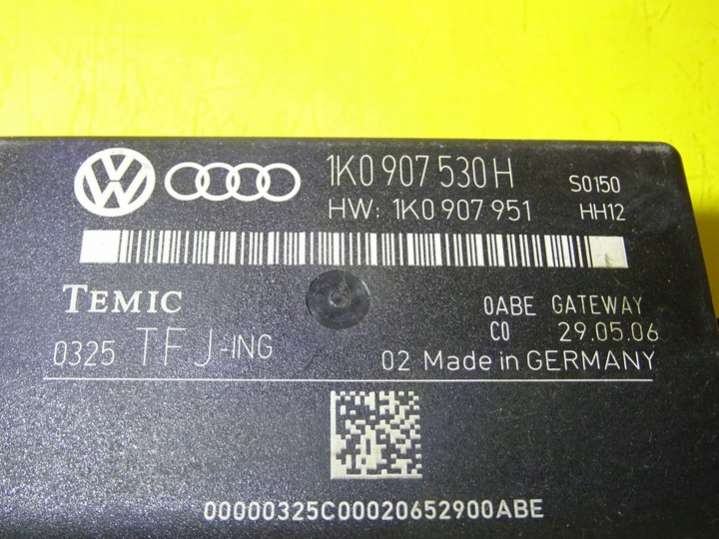 1K0 907 530 H S0150
HW: 1K0 907 951 HH12
TEMIC
0ABE GATEWAY
C0 29.05.06
0325 TFJ-ING
02 Made in GERMANY
00000325C00020652900ABE